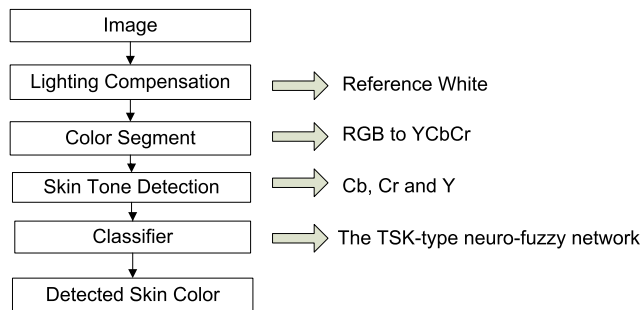 Image
Lighting Compensation
Reference White
Color Segment
RGB to YCbCr
Skin Tone Detection
Cb, Cr and Y
Classifier
The TSK-type neuro-fuzzy network
Detected Skin Color